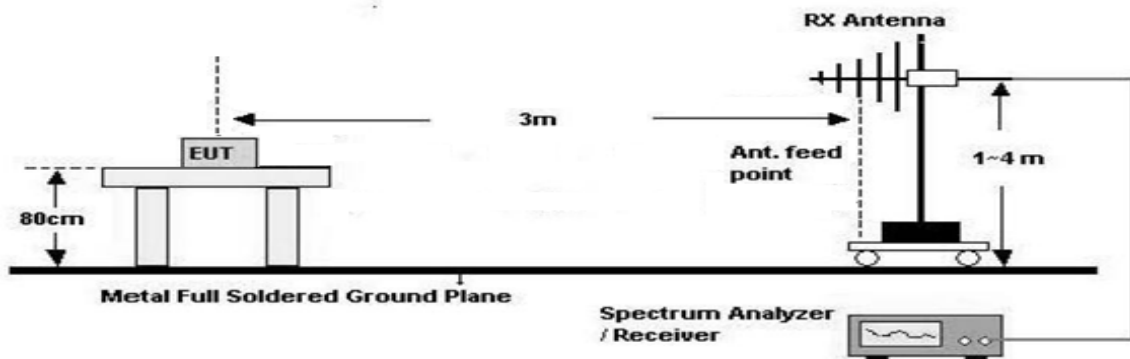 RX Antenna
3m
EUT
Ant. feed
point
1~4 m
80cm
Metal Full Soldered Ground Plane
Spectrum Analyzer
/ Receiver